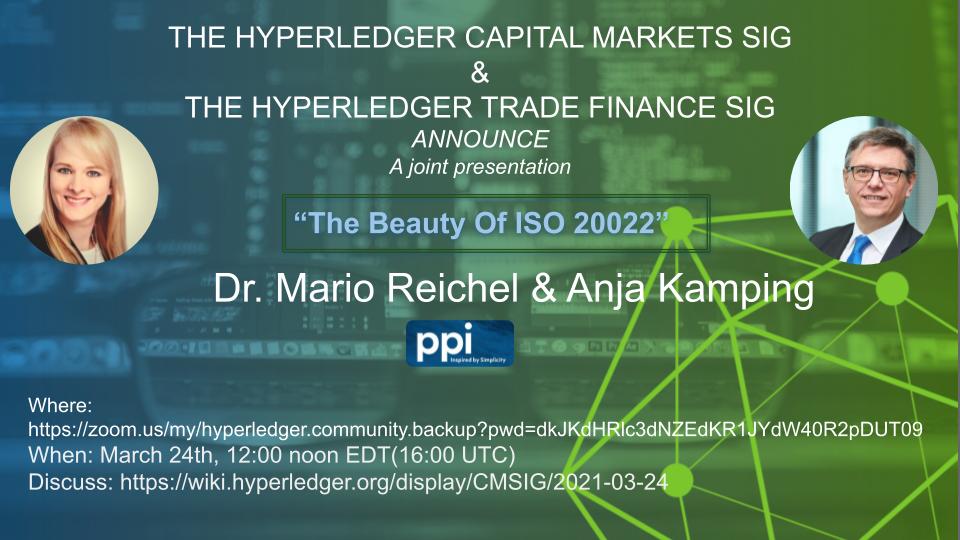 THE HYPERLEDGER CAPITAL MARKETS SIG
&
THE HYPERLEDGER TRADE FINANCE SIG
ANNOUNCE
A joint presentation
“The Beauty Of ISO 20022”
Dr. Mario Reichel & Anja Kamping
ppi
Inspired by Simplicity
Where:
https://zoom.us/my/hyperledger.community.backup?pwd=dkJKdHRlc3dNZEdKR1JYdW40R2pDUT09
When: March 24th, 12:00 noon EDT(16:00 UTC)
Discuss: https://wiki.hyperledger.org/display/CMSIG/2021-03-24